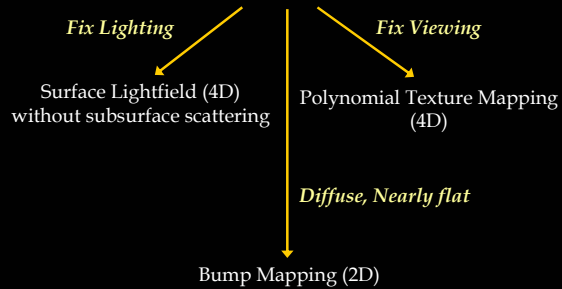 Fix Lighting
Fix Viewing
Surface Lightfield (4D)
without subsurface scattering
Polynomial Texture Mapping
(4D)
Diffuse, Nearly flat
Bump Mapping (2D)